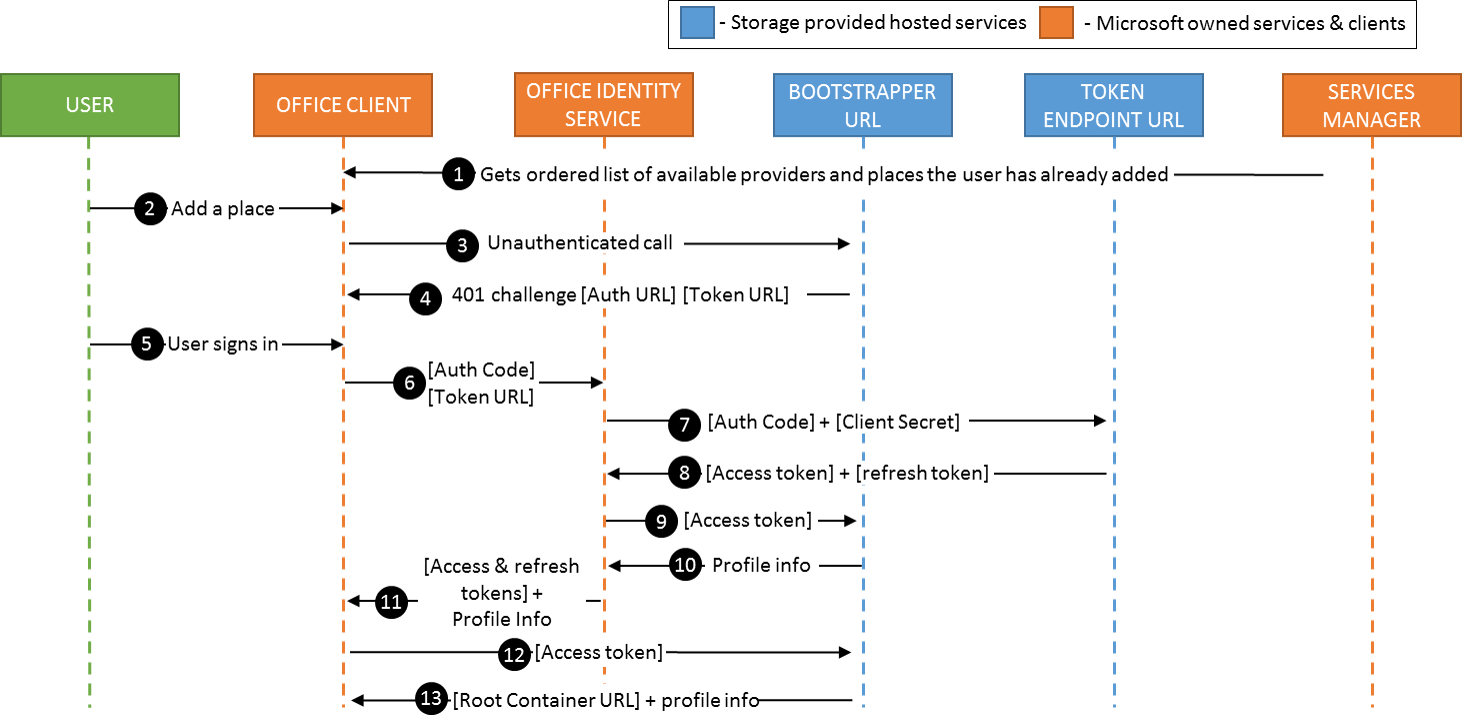 - Storage provided hosted services
- Microsoft owned services & clients
USER
OFFICE CLIENT
OFFICE IDENTITY
SERVICE
BOOTSTRAPPER
URL
TOKEN
ENDPOINT URL
SERVICES
MANAGER
1 Gets ordered list of available providers and places the user has already added
2 Add a place
3 Unauthenticated call
4 401 challenge [Auth URL] [Token URL]
5 User signs in
6 [Auth Code]
[Token URL]
7 [Auth Code] + [Client Secret]
8 [Access token] + [refresh token]
9 [Access token]
10 Profile info
11 [Access & refresh
tokens] +
Profile Info
12 [Access token]
13 [Root Container URL] + profile info